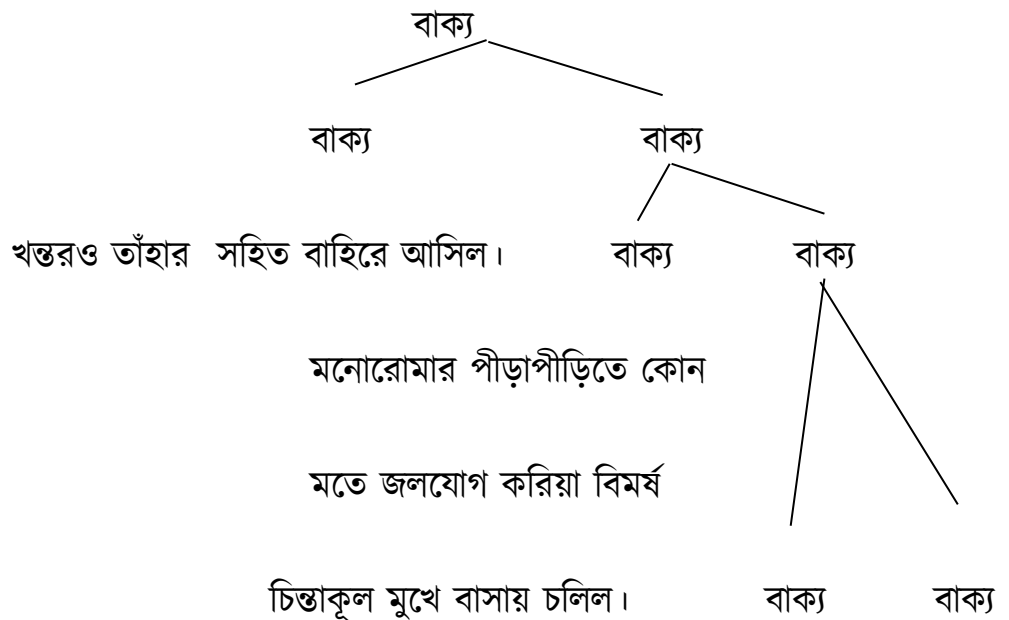 বাক্য
বাক্য বাক্য
খন্তরও তাঁহার সহিত বাহিরে আসিল। বাক্য বাক্য
মনোরোমার পীড়াপীড়িতে কোন
মতে জলযোগ করিয়া বিমর্ষ
চিন্তাকূল মুখে বাসায় চলিল। বাক্য বাক্য